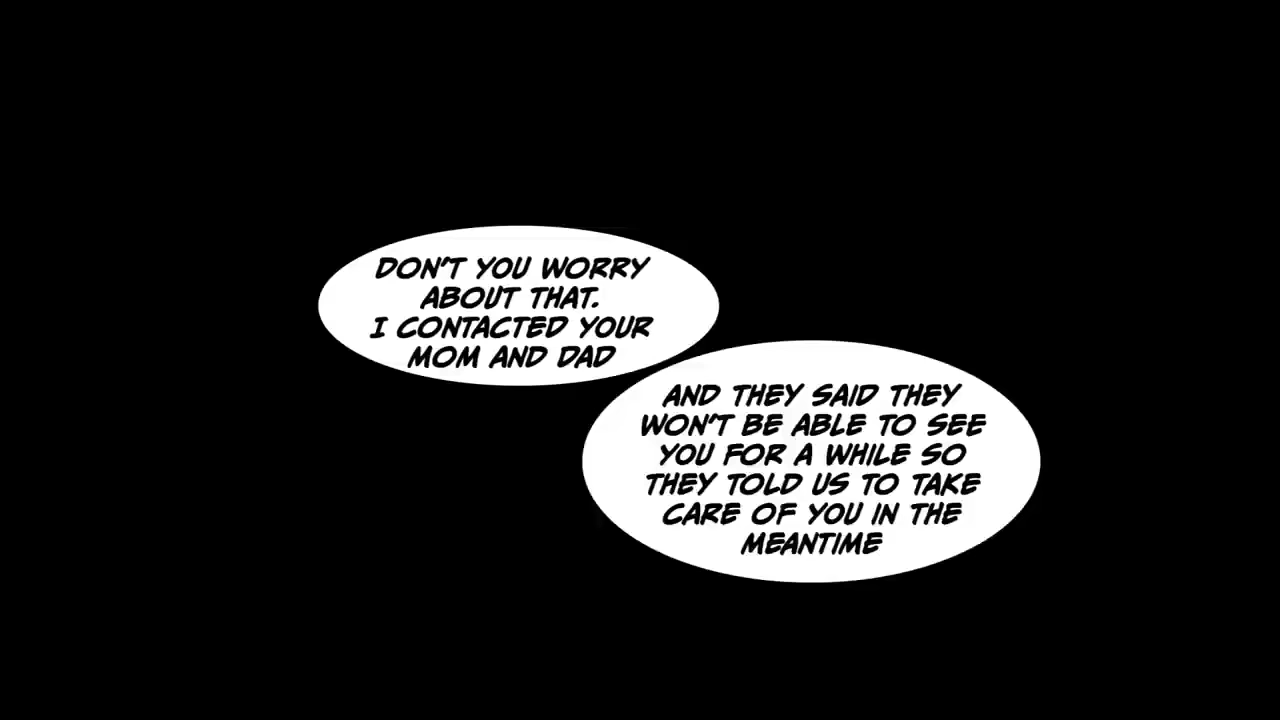 DON'T YOU WORRY
ABOUT THAT.
I CONTACTED YOUR
MOM AND DAD
AND THEY SAID THEY
WON'T BE ABLE TO SEE
YOU FOR A WHILE SO
THEY TOLD US TO TAKE
CARE OF YOU IN THE
MEANTIME